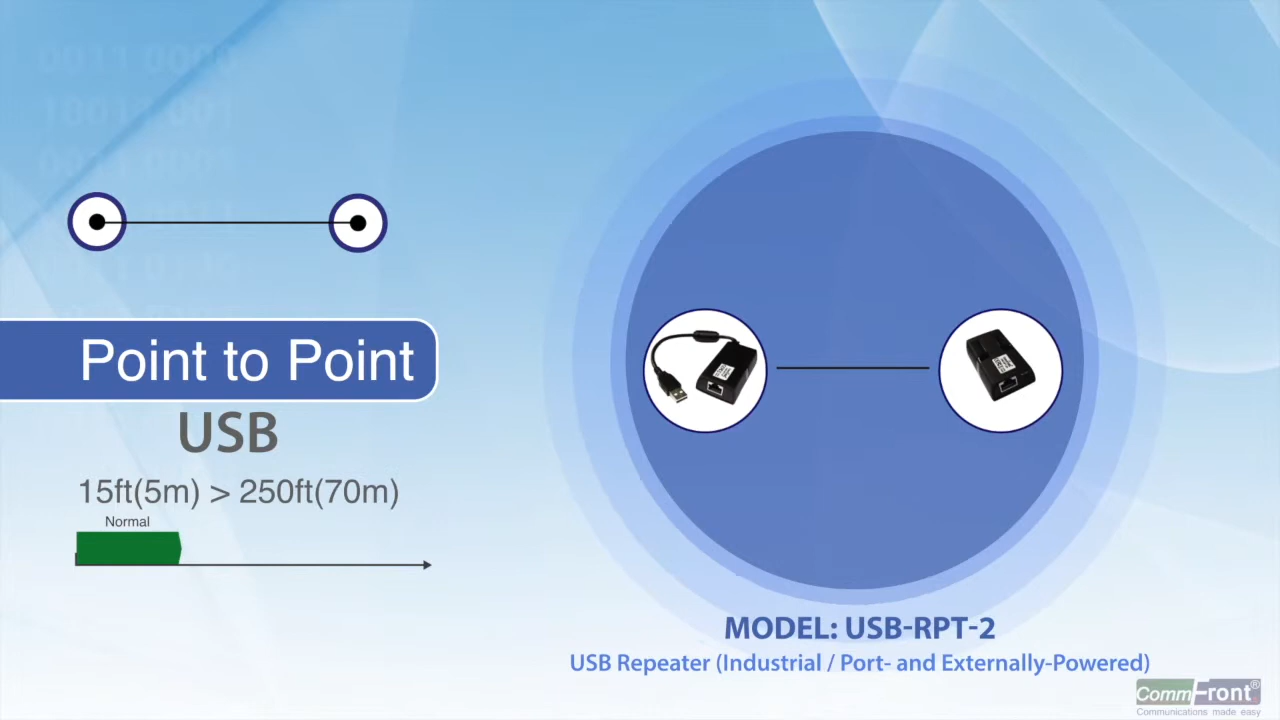 Point to Point
USB
15ft(5m) > 250ft(70m)
Normal
MODEL: USB-RPT-2
USB Repeater (Industrial / Port- and Externally-Powered)
CommFront®
Communications made easy